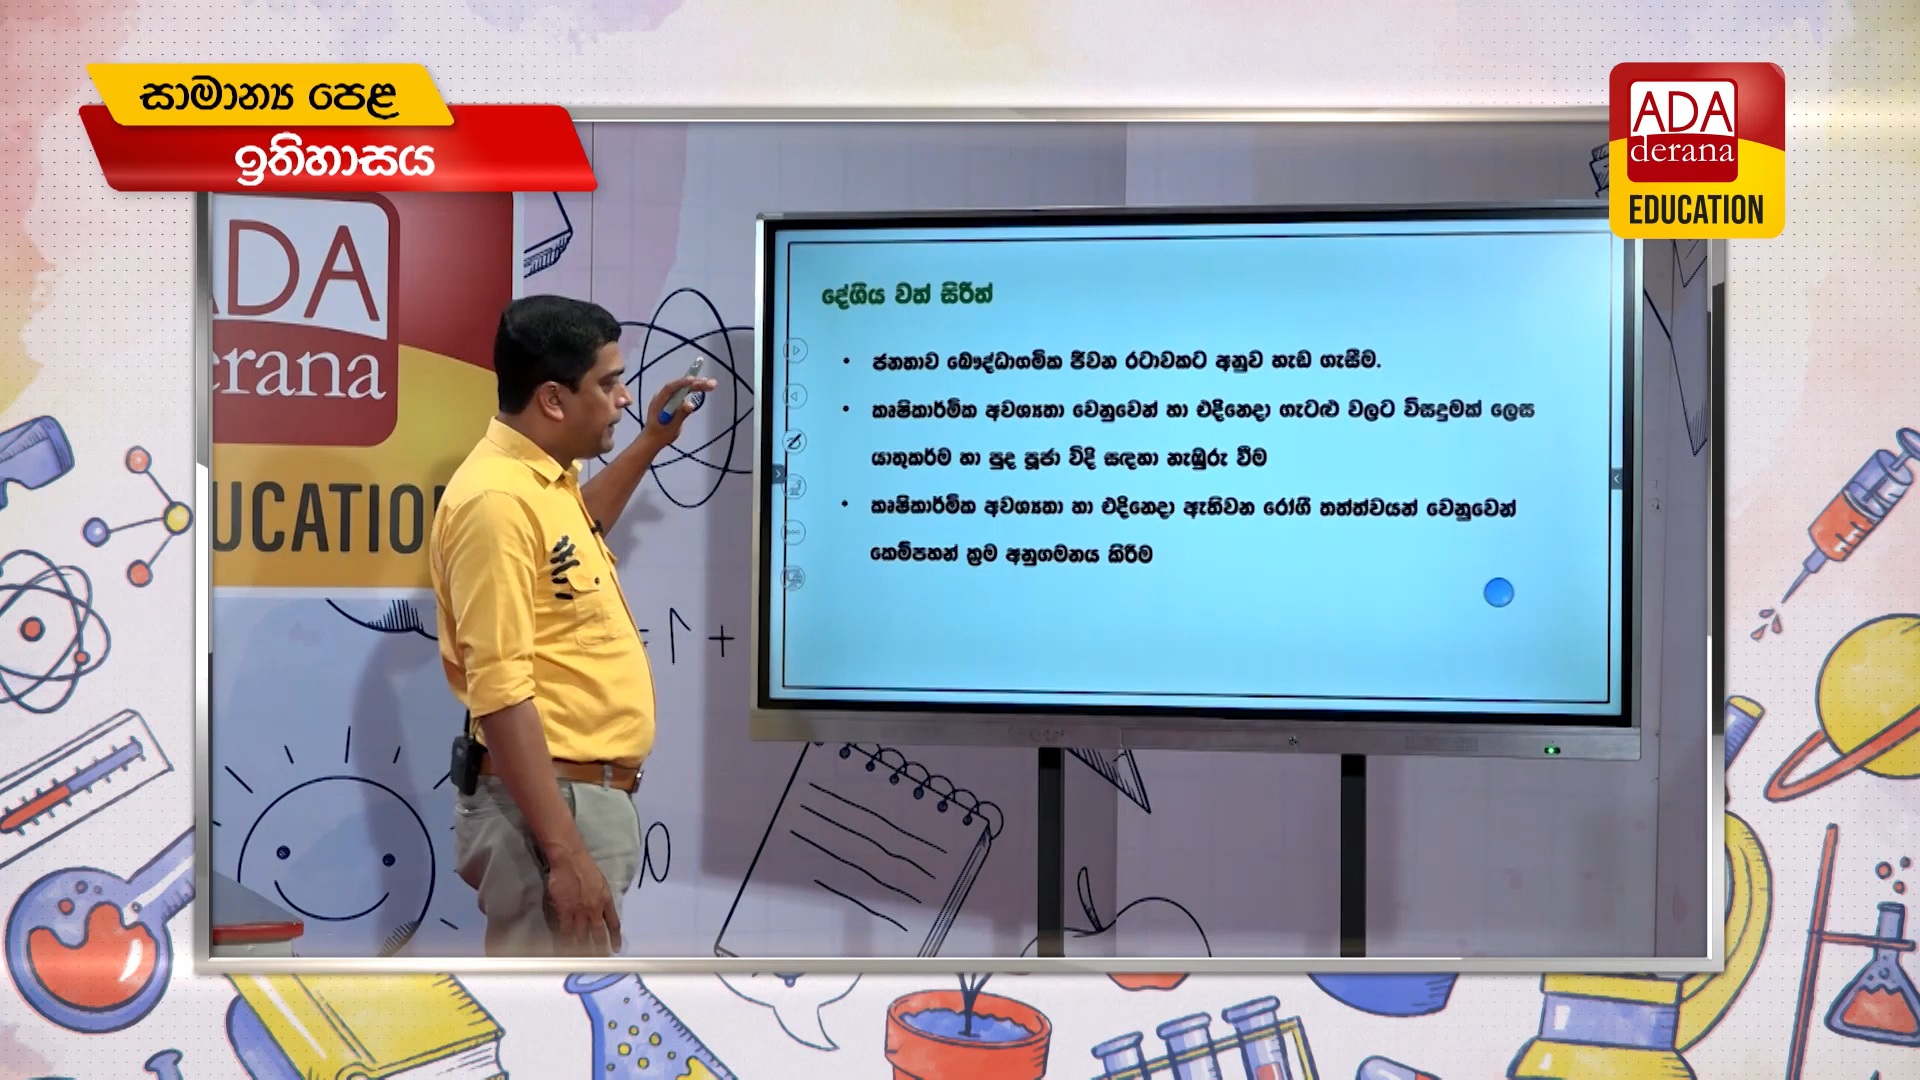 සාමාන්‍ය පෙළ
ඉතිහාසය
ADA
derana
EDUCATION
ADA
erana
UCATIO
දේශීය වත් සිරිත්
• ජනතාව බෞද්ධාගමික ජීවන රටාවකට අනුව හැඩ ගැසීම.
• කෘෂිකාර්මික අවශ්‍යතා වෙනුවෙන් හා එදිනෙදා ගැටළු වලට විසඳුමක් ලෙස
යාතුකර්ම හා පුද පූජා විදි සඳහා නැඹුරු වීම
• කෘෂිකාර්මික අවශ්‍යතා හා එදිනෙදා ඇතිවන රෝගී තත්ත්වයන් වෙනුවෙන්
කෙම්පහන් ක්‍රම අනුගමනය කිරීම